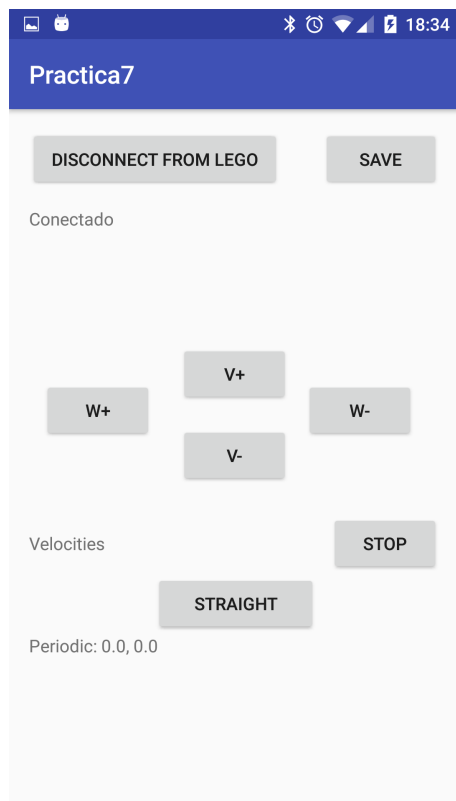 18:34
Practica7
DISCONNECT FROM LEGO SAVE
Conectado
V+
W+ W-
V-
Velocities STOP
STRAIGHT
Periodic: 0.0, 0.0